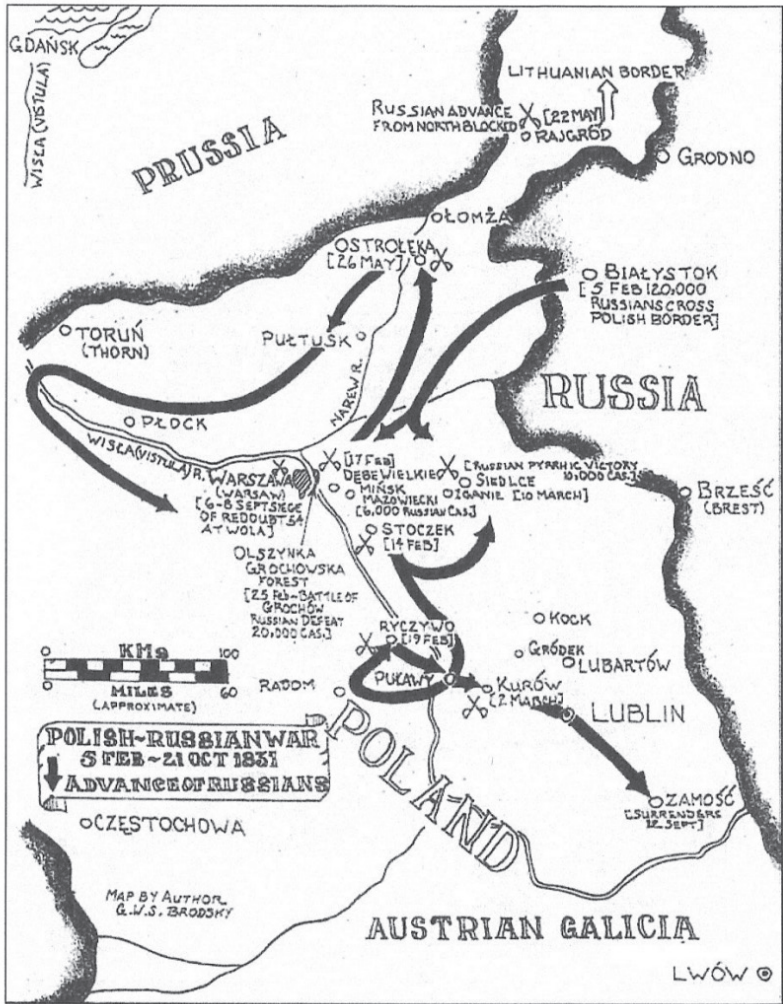 GDAŃSK
WISŁA (VISTULA)
PRUSSIA
LITHUANIAN BORDER
RUSSIAN ADVANCE
FROM NORTH BLOCKED
[22 MAY]
RAJGRÓD
GRODNO
ŁOMŻA
OSTROŁĘKA
[26 MAY]
BIAŁYSTOK
[5 FEB 120,000
RUSSIANS CROSS
POLISH BORDER]
TORUŃ
(THORN)
PUŁTUSK
NAREW R.
RUSSIA
PŁOCK
WISŁA (VISTULA) R.
WARSZAWA
(WARSAW)
[6-8 SEPT SIEGE
OF REDOUBT 54
AT WOLA]
[17 FEB]
DĘBE WIELKIE
MIŃSK
MAZOWIECKI
[6,000 RUSSIAN CAS.]
[RUSSIAN PYRRHIC VICTORY
10,000 CAS.]
SIEDLCE
IGANIE [10 MARCH]
BRZEŚĆ
(BREST)
STOCZEK
[14 FEB]
OLSZYNKA
GROCHOWSKA
FOREST
[25 FEB~BATTLE OF
GROCHÓW
RUSSIAN DEFEAT
20,000 CAS.]
KOCK
RYCZYWÓ
[19 FEB]
GRÓDEK
LUBARTÓW
0 KMS 100
0 MILES 60
(APPROXIMATE)
RADOM
PUŁAWY
KURÓW
[2 MARCH]
LUBLIN
POLISH~RUSSIAN WAR
5 FEB~21 OCT 1831
ADVANCE OF RUSSIANS
POLAND
ZAMOŚĆ
[SURRENDERS
22 SEPT]
CZĘSTOCHOWA
MAP BY AUTHOR
G.W.S. BRODSKY
AUSTRIAN GALICIA
LWÓW